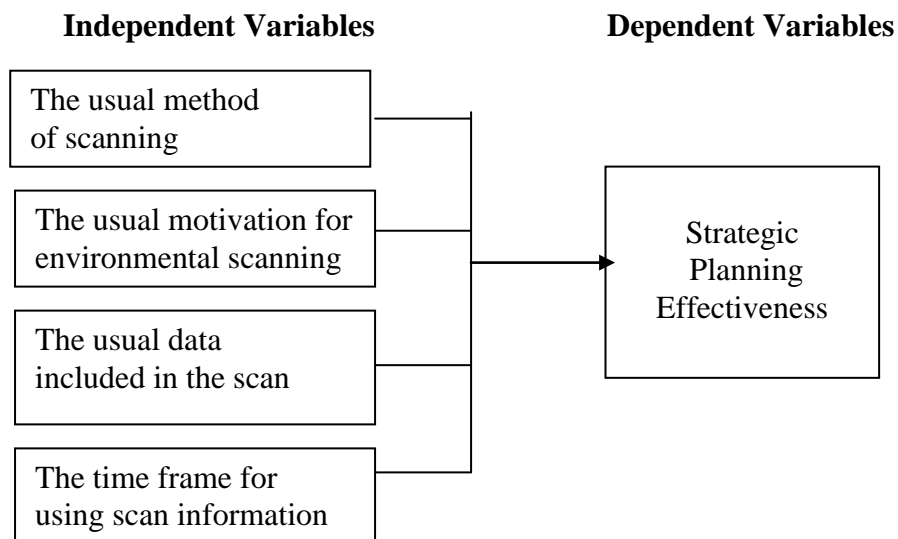 Independent Variables
Dependent Variables
The usual method
of scanning
The usual motivation for
environmental scanning
The usual data
included in the scan
The time frame for
using scan information
Strategic
Planning
Effectiveness